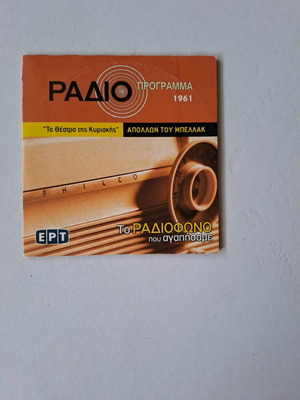 ΡΑΔΙΟ ΠΡΟΓΡΑΜΜΑ
1961
"Το Θέατρο της Κυριακής" ΑΠΟΛΛΩΝ ΤΟΥ ΜΠΕΛΛΑΚ
PHILCO
ΕΡΤ
Το ΡΑΔΙΟΦΩΝΟ
που αγαπήσαμε